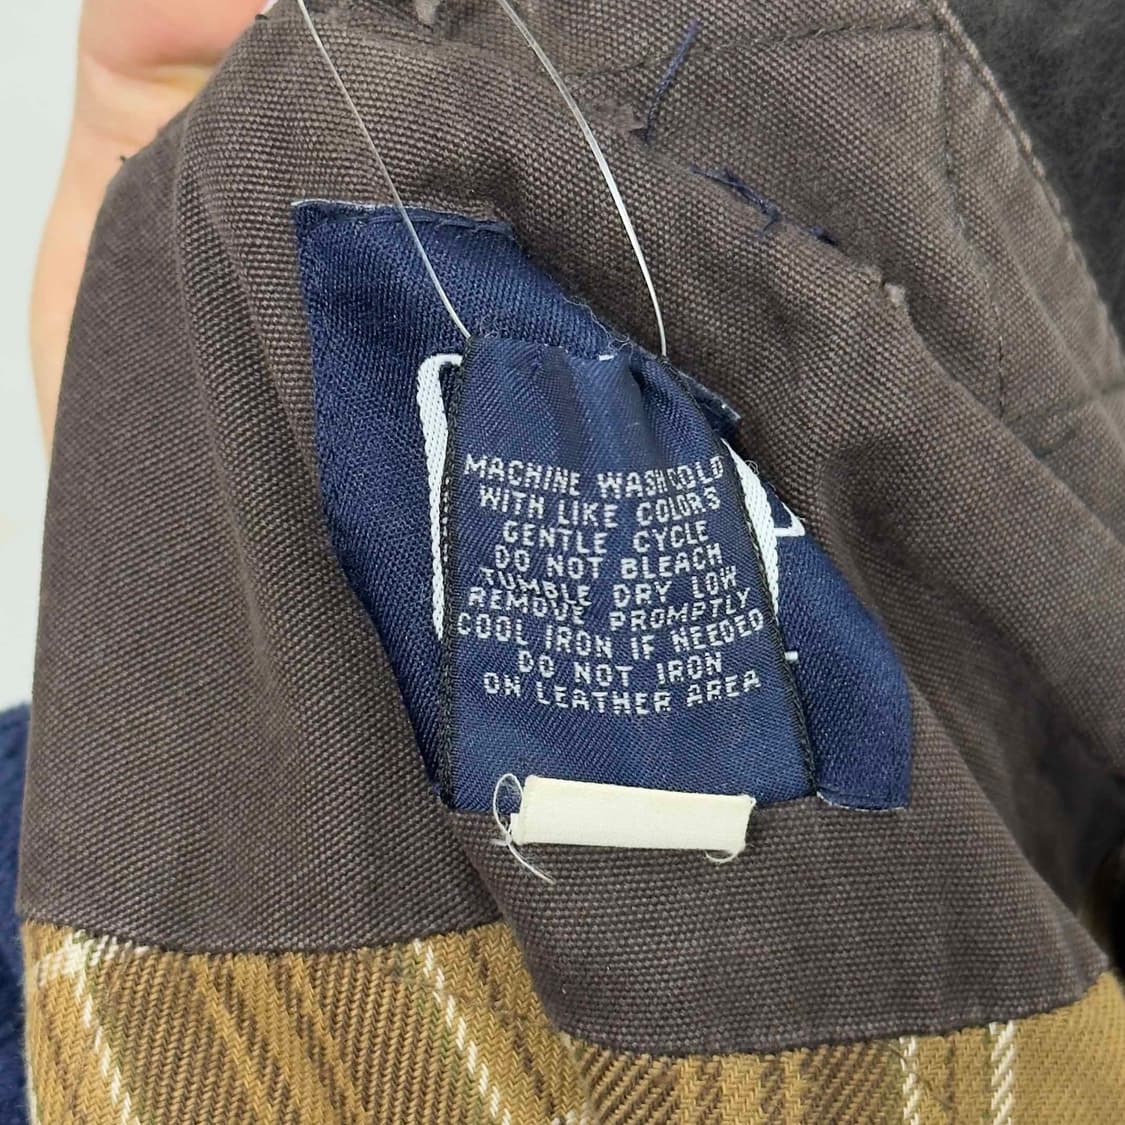 MACHINE WASH COLD
WITH LIKE COLORS
GENTLE CYCLE
DO NOT BLEACH
TUMBLE DRY LOW
REMOVE PROMPTLY
COOL IRON IF NEEDED
DO NOT IRON
ON LEATHER AREA